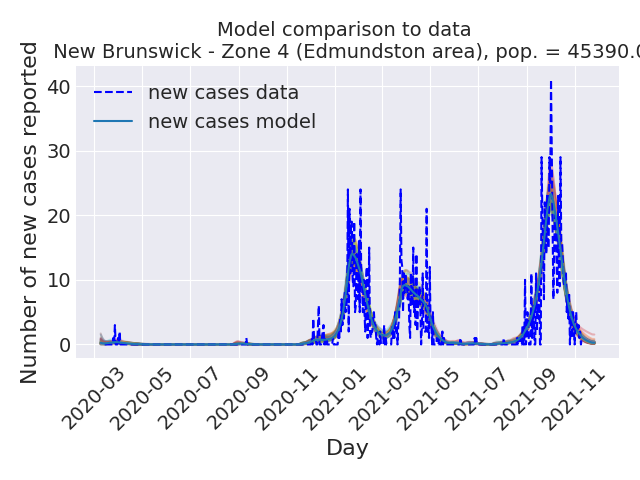 Model comparison to data
New Brunswick - Zone 4 (Edmundston area), pop. = 45390.0
Number of new cases reported
40
30
20
10
0
new cases data
new cases model
2020-03
2020-05
2020-07
2020-09
2020-11
2021-01
2021-03
2021-05
2021-07
2021-09
2021-11
Day